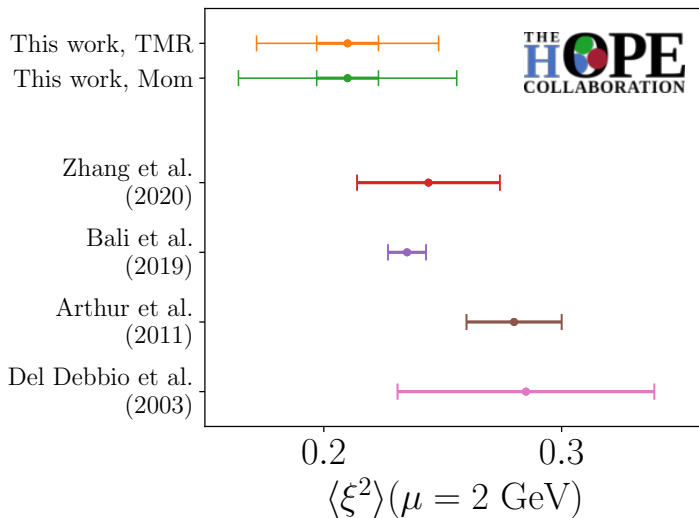 This work, TMR
This work, Mom
THE
HOPE
COLLABORATION
Zhang et al.
(2020)
Bali et al.
(2019)
Arthur et al.
(2011)
Del Debbio et al.
(2003)
0.2
0.3
⟨ξ²⟩(μ = 2 GeV)